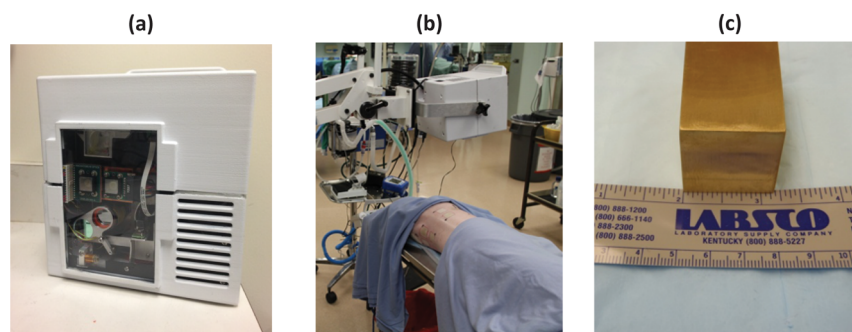 (a)
(b)
(c)
2
3
4
(800) 888-1200
(800) 666-1140
888-2300
(800) 888-2500
LABSCO
LABORATORY SUPPLY COMPANY
KENTUCKY (800) 888-5227
3
4
5
6
7
8
9
10